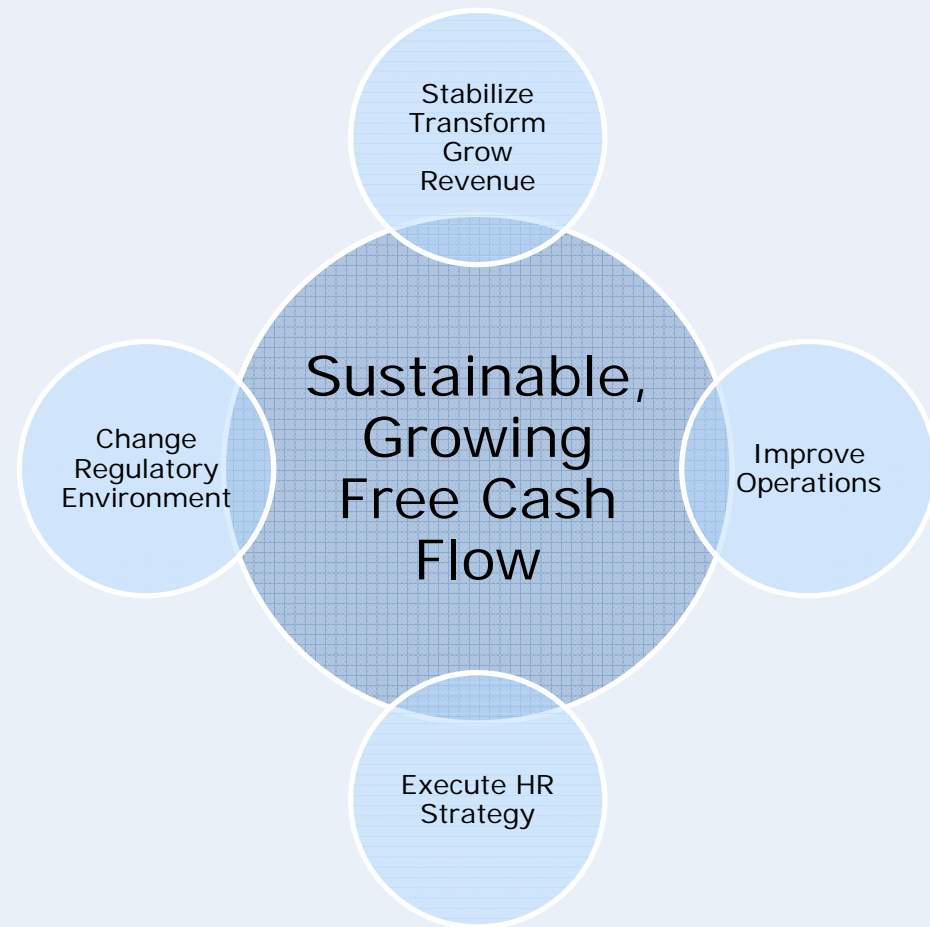 Stabilize
Transform
Grow
Revenue
Sustainable,
Growing
Free Cash
Flow
Change
Regulatory
Environment
Improve
Operations
Execute HR
Strategy